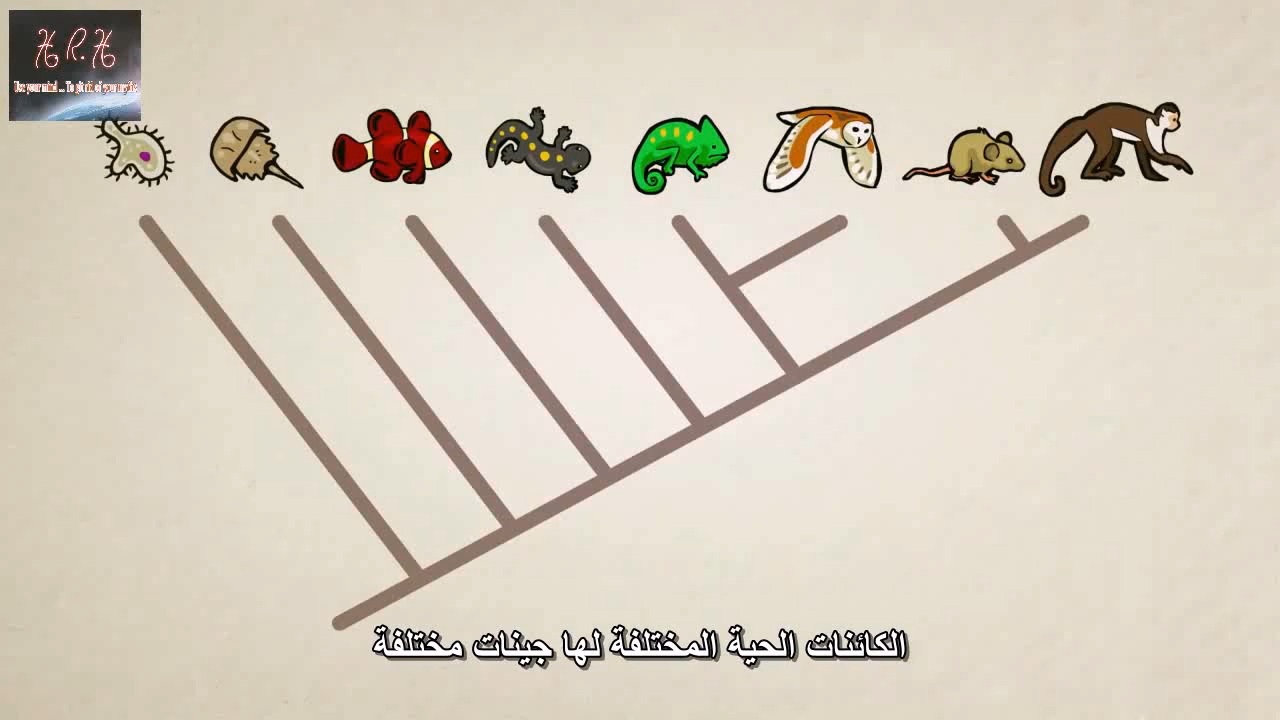 H R. H
الكائنات الحية المختلفة لها جينات مختلفة